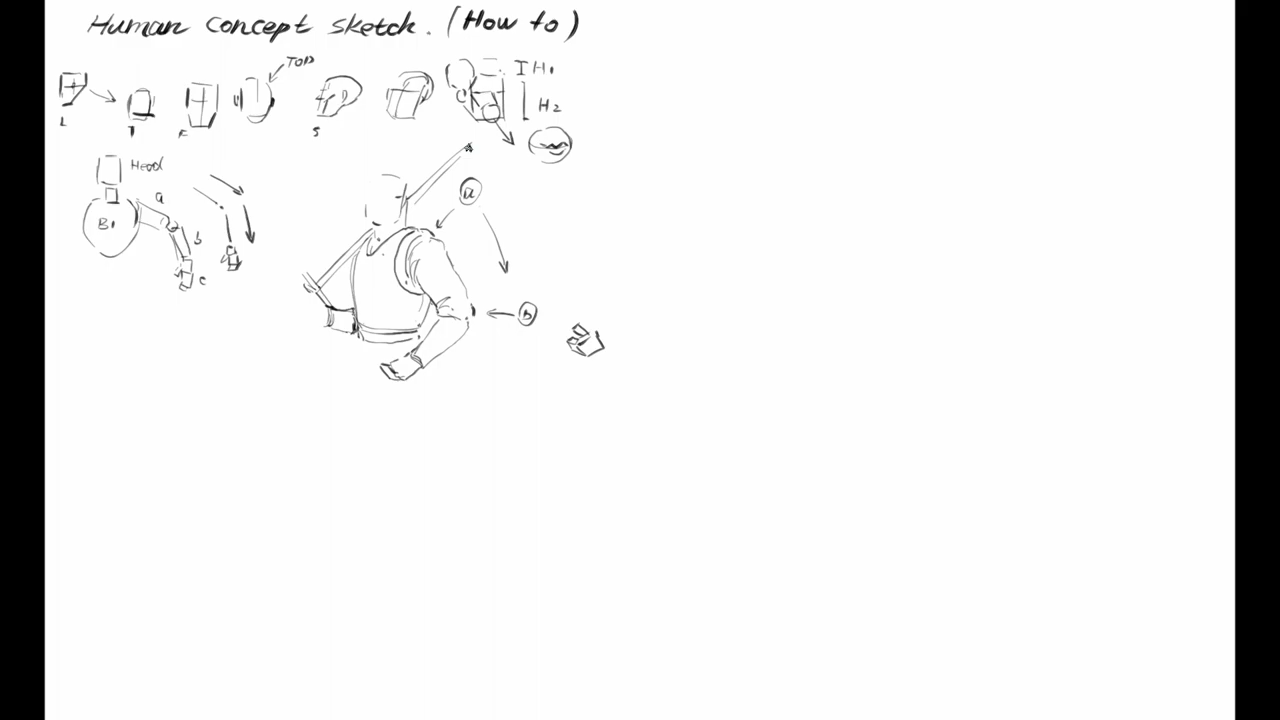 Human concept sketch. (How to)
TOP
H1
H2
L
T
F
S
Head
a
B1
b
c
a
b